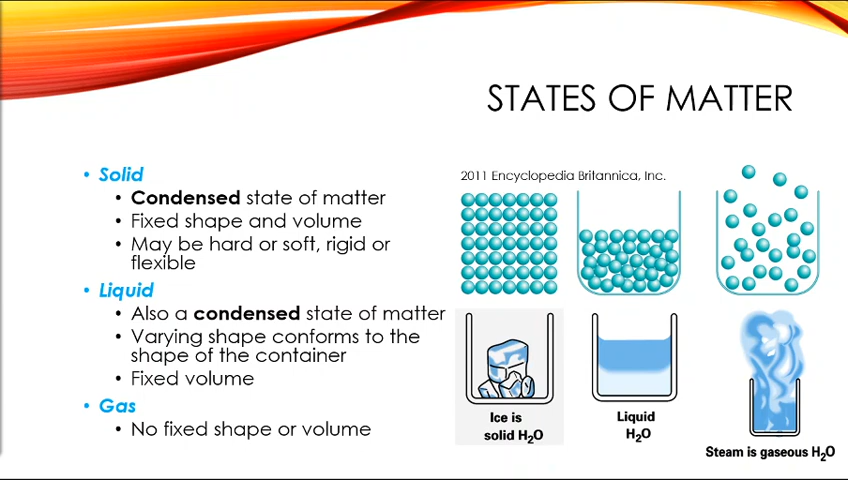 STATES OF MATTER
• Solid
• Condensed state of matter
• Fixed shape and volume
• May be hard or soft, rigid or
flexible
• Liquid
• Also a condensed state of matter
• Varying shape conforms to the
shape of the container
• Fixed volume
• Gas
• No fixed shape or volume
2011 Encyclopedia Britannica, Inc.
Ice is
solid H₂O
Liquid
H₂O
Steam is gaseous H₂O